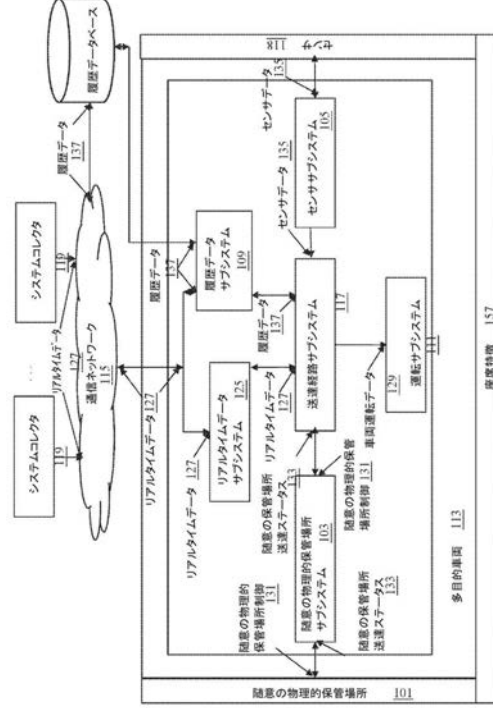 システムコレクタ
119
・・・
システムコレクタ
119
リアルタイムデータ
127
通信ネットワーク
115
履歴データ
137
履歴データベース
リアルタイムデータ
127
履歴データ
137
リアルタイムデータ
127
リアルタイムデータ
サブシステム
125
履歴データ
サブシステム
109
センサデータ
135
センサ
118
センサデータ 135
センササブシステム
105
リアルタイムデータ
127
履歴データ
137
随意の物理的
保管場所制御
131
随意の保管場所
送達ステータス
133
随意の物理的保管場所
サブシステム 103
送達経路サブシステム
117
随意の物理的保管
場所制御 131
随意の保管場所
送達ステータス
133
車両運転データ
129
運転サブシステム
111
随意の物理的保管場所 101
多目的車両 113
座席特徴 157